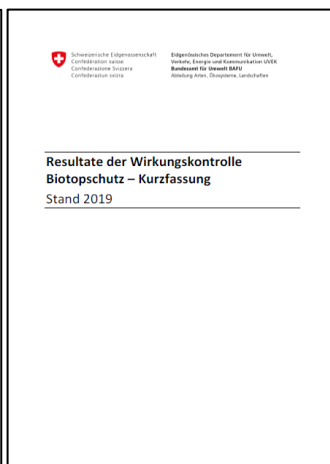 Schweizerische Eidgenossenschaft
Confédération suisse
Confederazione Svizzera
Confederaziun svizra
Eidgenössisches Departement für Umwelt,
Verkehr, Energie und Kommunikation UVEK
Bundesamt für Umwelt BAFU
Abteilung Arten, Ökosysteme, Landschaften
Resultate der Wirkungskontrolle
Biotopschutz – Kurzfassung
Stand 2019